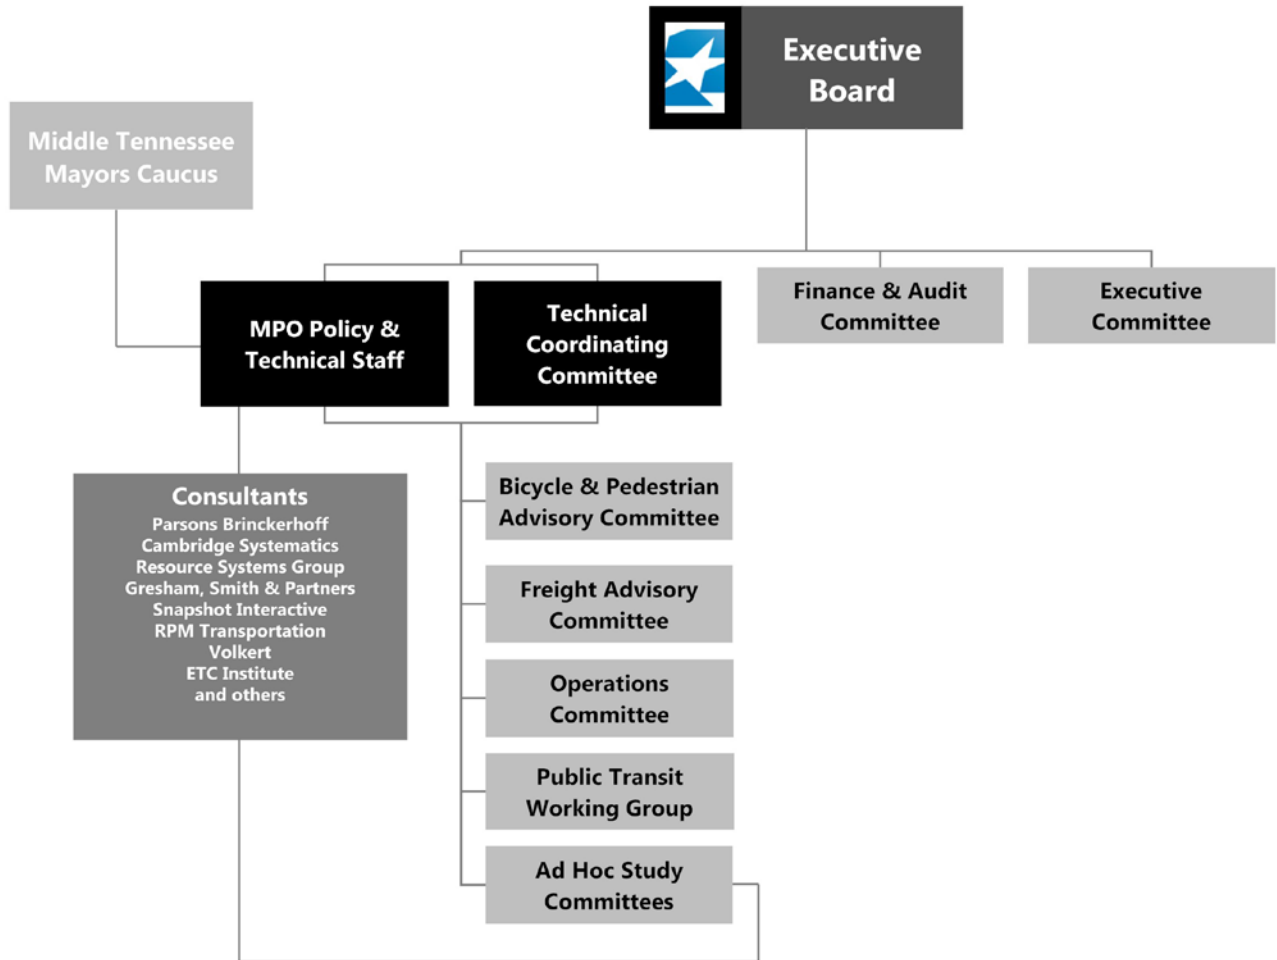 Executive
Board
Middle Tennessee
Mayors Caucus
MPO Policy &
Technical Staff
Technical
Coordinating
Committee
Finance & Audit
Committee
Executive
Committee
Consultants
Parsons Brinckerhoff
Cambridge Systematics
Resource Systems Group
Gresham, Smith & Partners
Snapshot Interactive
RPM Transportation
Volkert
ETC Institute
and others
Bicycle & Pedestrian
Advisory Committee
Freight Advisory
Committee
Operations
Committee
Public Transit
Working Group
Ad Hoc Study
Committees